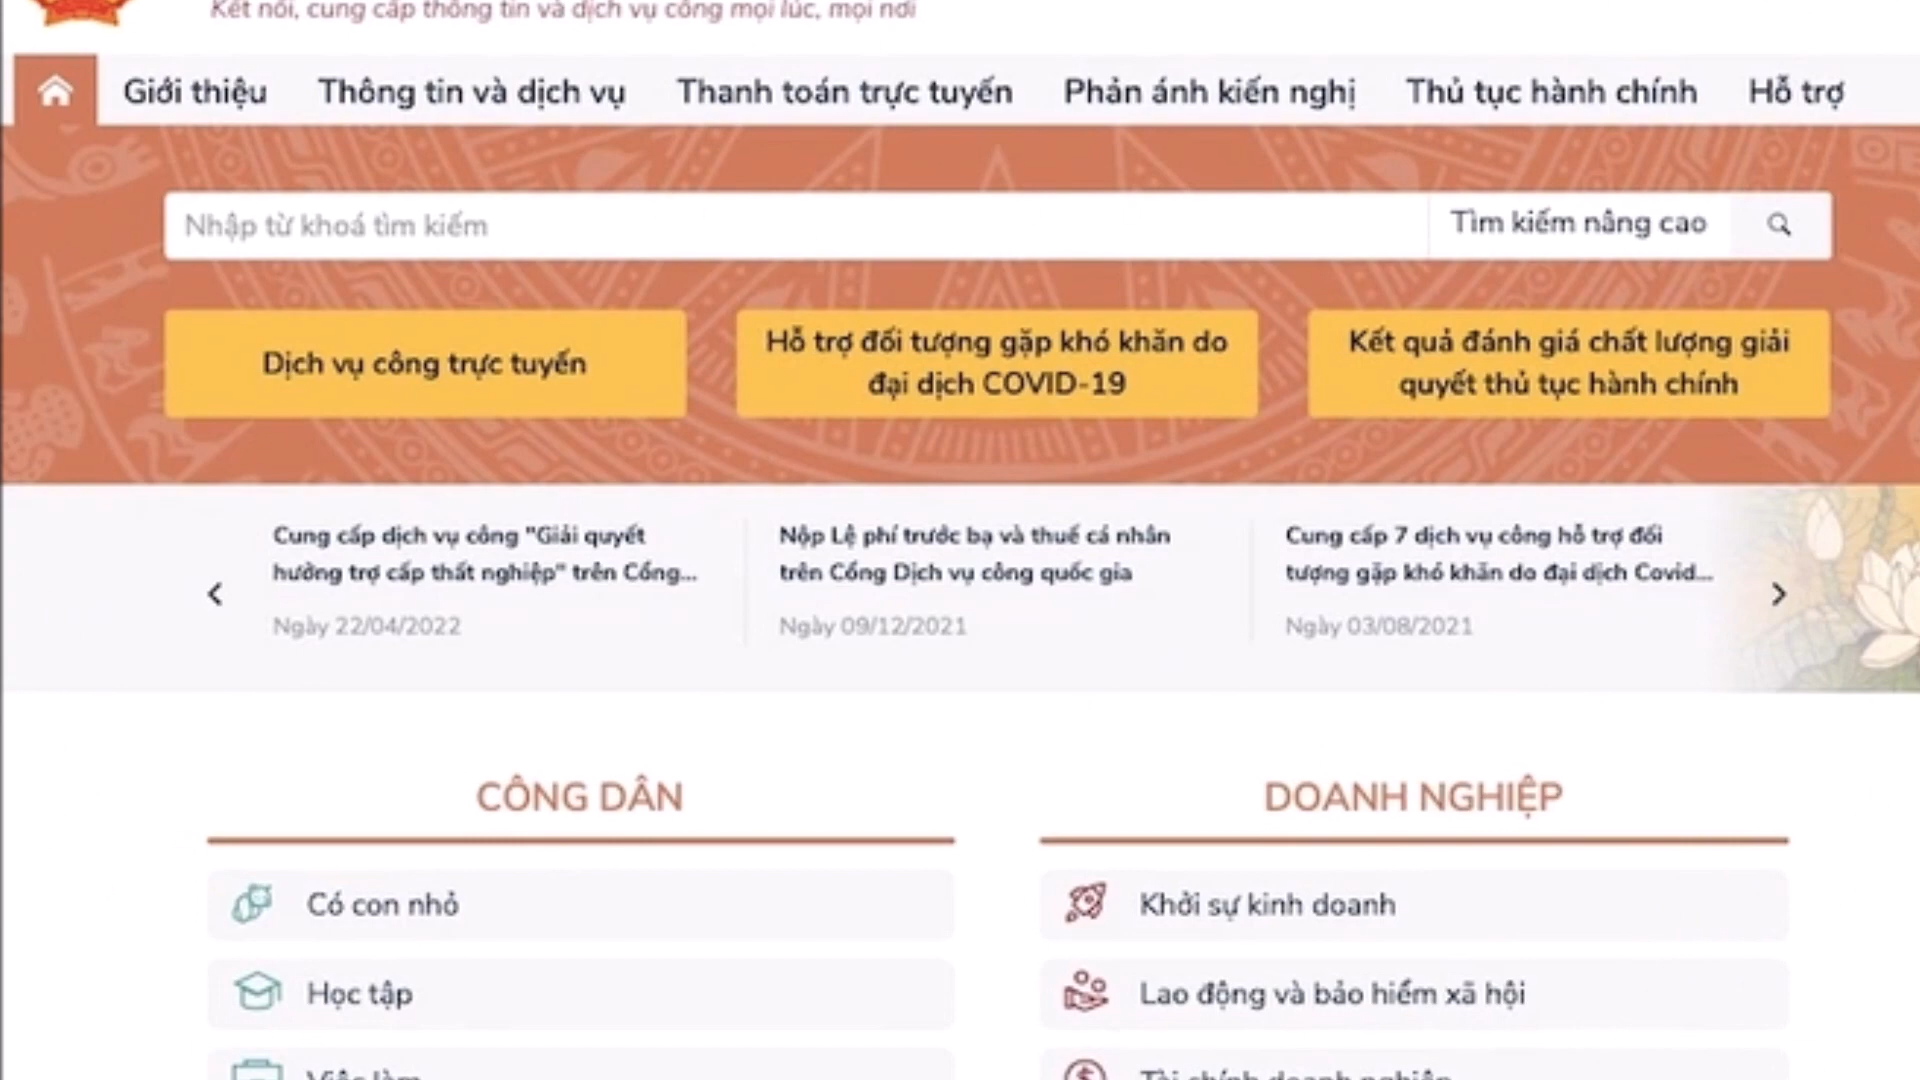 Kết nối, cung cấp thông tin và dịch vụ công mọi lúc, mọi nơi
Giới thiệu Thông tin và dịch vụ Thanh toán trực tuyến Phản ánh kiến nghị Thủ tục hành chính Hỗ trợ
Nhập từ khoá tìm kiếm Tìm kiếm nâng cao
Dịch vụ công trực tuyến
Hỗ trợ đối tượng gặp khó khăn do
đại dịch COVID-19
Kết quả đánh giá chất lượng giải
quyết thủ tục hành chính
Cung cấp dịch vụ công "Giải quyết
hưởng trợ cấp thất nghiệp" trên Cổng...
Ngày 22/04/2022
Nộp Lệ phí trước bạ và thuế cá nhân
trên Cổng Dịch vụ công quốc gia
Ngày 09/12/2021
Cung cấp 7 dịch vụ công hỗ trợ đối
tượng gặp khó khăn do đại dịch Covid...
Ngày 03/08/2021
CÔNG DÂN
Có con nhỏ
Học tập
Việc làm
DOANH NGHIỆP
Khởi sự kinh doanh
Lao động và bảo hiểm xã hội
Tài chính doanh nghiệp